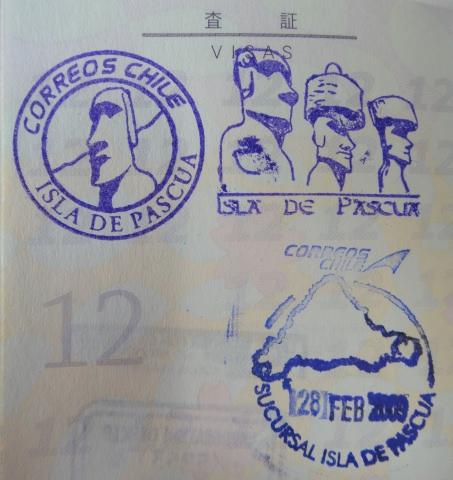 査 証
VISAS
CORREOS CHILE
ISLA DE PASCUA
ISLA DE PASCUA
CORREOS
CHILE
12
28 FEB 2009
SUCURSAL ISLA DE PASCUA